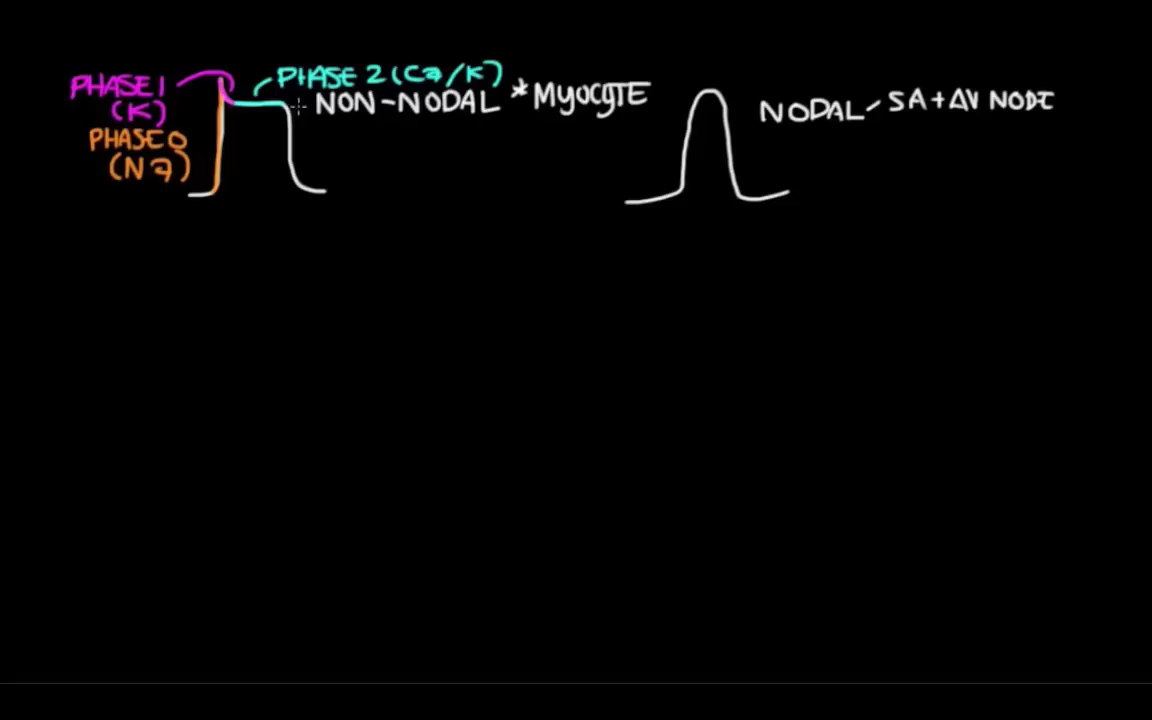 PHASE 1
(K)
PHASE 0
(Na)
PHASE 2 (Ca/K)
NON-NODAL *MYOCYTE
NODAL - SA + AV NODE